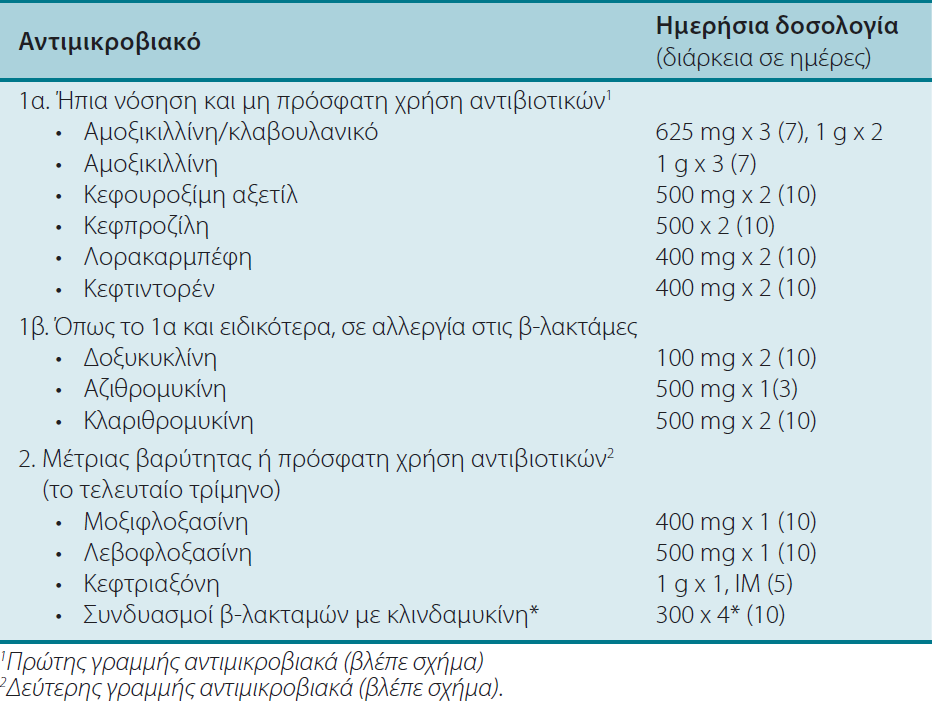 Αντιμικροβιακό
Ημερήσια δοσολογία
(διάρκεια σε ημέρες)
1α. Ήπια νόσηση και μη πρόσφατη χρήση αντιβιοτικών¹
• Αμοξικιλλίνη/κλαβουλανικό 625 mg x 3 (7), 1 g x 2
• Αμοξικιλλίνη 1 g x 3 (7)
• Κεφουροξίμη αξετίλ 500 mg x 2 (10)
• Κεφπροζίλη 500 x 2 (10)
• Λορακαρμπέφη 400 mg x 2 (10)
• Κεφτιντορέν 400 mg x 2 (10)
1β. Όπως το 1α και ειδικότερα, σε αλλεργία στις β-λακτάμες
• Δοξυκυκλίνη 100 mg x 2 (10)
• Αζιθρομυκίνη 500 mg x 1(3)
• Κλαριθρομυκίνη 500 mg x 2 (10)
2. Μέτριας βαρύτητας ή πρόσφατη χρήση αντιβιοτικών²
(το τελευταίο τρίμηνο)
• Μοξιφλοξασίνη 400 mg x 1 (10)
• Λεβοφλοξασίνη 500 mg x 1 (10)
• Κεφτριαξόνη 1 g x 1, IM (5)
• Συνδυασμοί β-λακταμών με κλινδαμυκίνη* 300 x 4* (10)
¹Πρώτης γραμμής αντιμικροβιακά (βλέπε σχήμα)
²Δεύτερης γραμμής αντιμικροβιακά (βλέπε σχήμα).